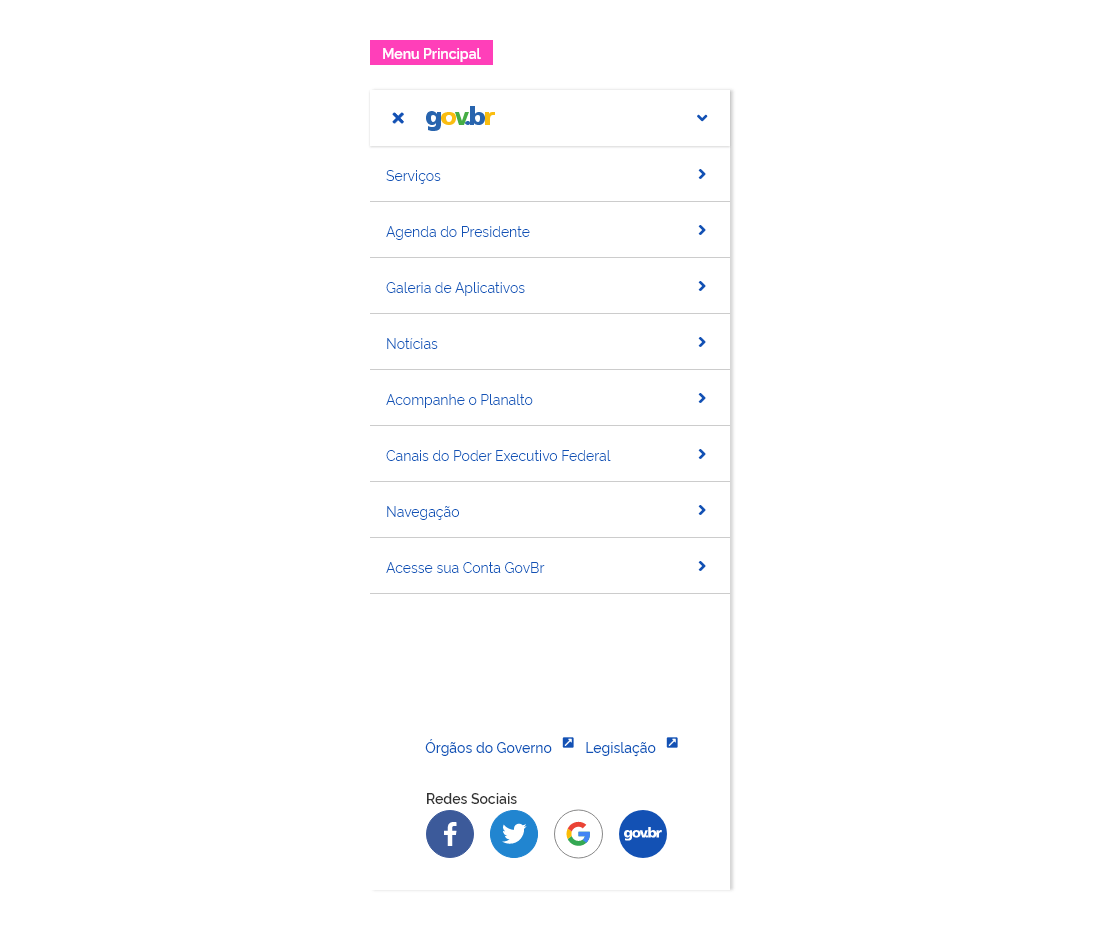 Menu Principal
gov.br
Serviços
Agenda do Presidente
Galeria de Aplicativos
Notícias
Acompanhe o Planalto
Canais do Poder Executivo Federal
Navegação
Acesse sua Conta GovBr
Órgãos do Governo Legislação
Redes Sociais
gov.br